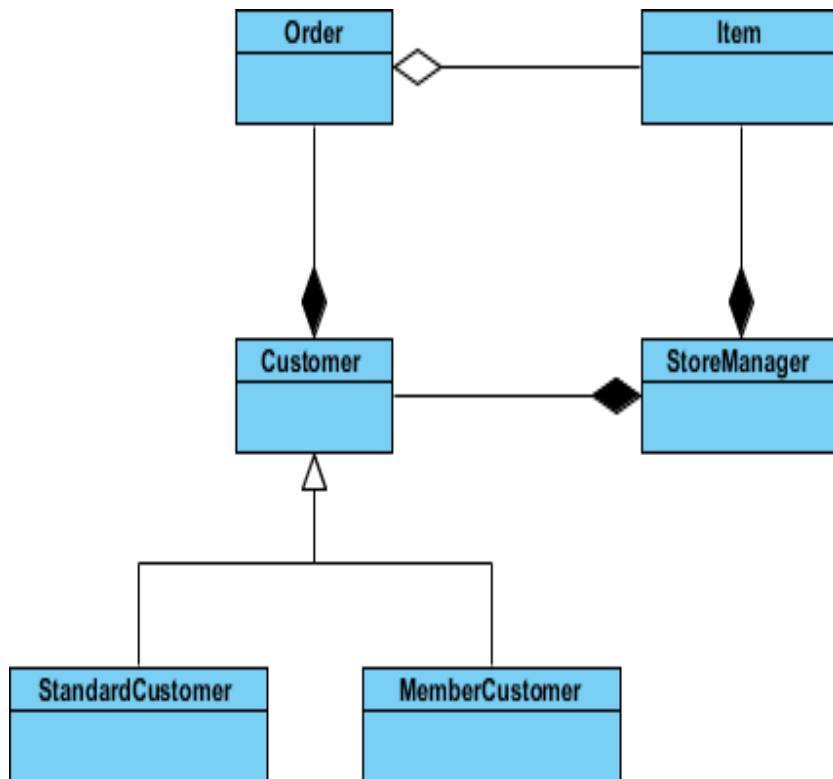 Order
Item
Customer
StoreManager
StandardCustomer
MemberCustomer